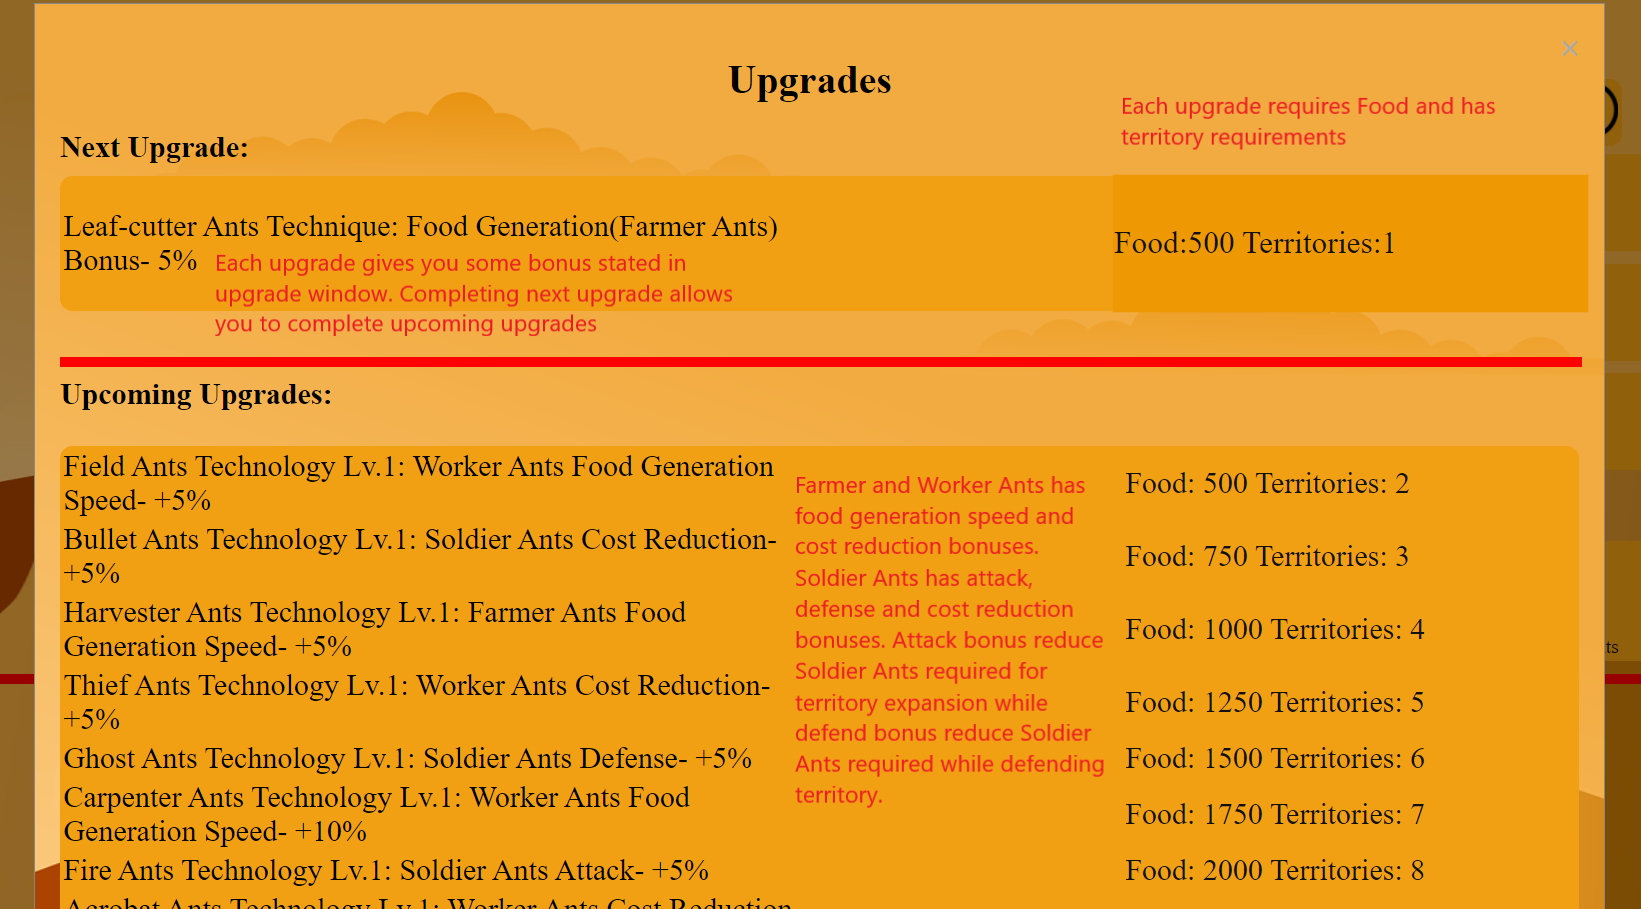 Upgrades
Each upgrade requires Food and has
territory requirements
Next Upgrade:
Leaf-cutter Ants Technique: Food Generation(Farmer Ants)
Bonus- 5%
Food:500 Territories:1
Each upgrade gives you some bonus stated in
upgrade window. Completing next upgrade allows
you to complete upcoming upgrades
Upcoming Upgrades:
Field Ants Technology Lv.1: Worker Ants Food Generation
Speed- +5%
Food: 500 Territories: 2
Bullet Ants Technology Lv.1: Soldier Ants Cost Reduction-
+5%
Food: 750 Territories: 3
Harvester Ants Technology Lv.1: Farmer Ants Food
Generation Speed- +5%
Food: 1000 Territories: 4
Thief Ants Technology Lv.1: Worker Ants Cost Reduction-
+5%
Food: 1250 Territories: 5
Ghost Ants Technology Lv.1: Soldier Ants Defense- +5%
Food: 1500 Territories: 6
Carpenter Ants Technology Lv.1: Worker Ants Food
Generation Speed- +10%
Food: 1750 Territories: 7
Fire Ants Technology Lv.1: Soldier Ants Attack- +5%
Food: 2000 Territories: 8
Acrobat Ants Technology Lv.1: Worker Ants Cost Reduction
Farmer and Worker Ants has
food generation speed and
cost reduction bonuses.
Soldier Ants has attack,
defense and cost reduction
bonuses. Attack bonus reduce
Soldier Ants required for
territory expansion while
defend bonus reduce Soldier
Ants required while defending
territory.
ts